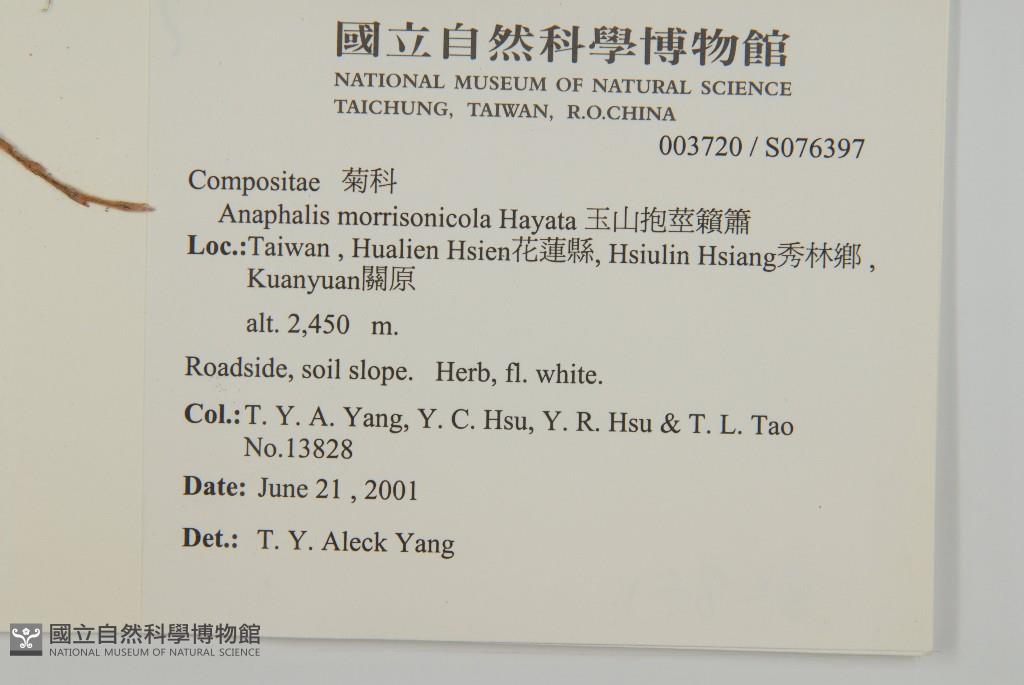 國立自然科學博物館
NATIONAL MUSEUM OF NATURAL SCIENCE
TAICHUNG, TAIWAN, R.O.CHINA
003720 / S076397
Compositae 菊科
Anaphalis morrisonicola Hayata 玉山抱莖籟簫
Loc.:Taiwan , Hualien Hsien花蓮縣, Hsiulin Hsiang秀林鄉 ,
Kuanyuan關原
alt. 2,450 m.
Roadside, soil slope. Herb, fl. white.
Col.:T. Y. A. Yang, Y. C. Hsu, Y. R. Hsu & T. L. Tao
No.13828
Date: June 21 , 2001
Det.: T. Y. Aleck Yang
國立自然科學博物館
NATIONAL MUSEUM OF NATURAL SCIENCE